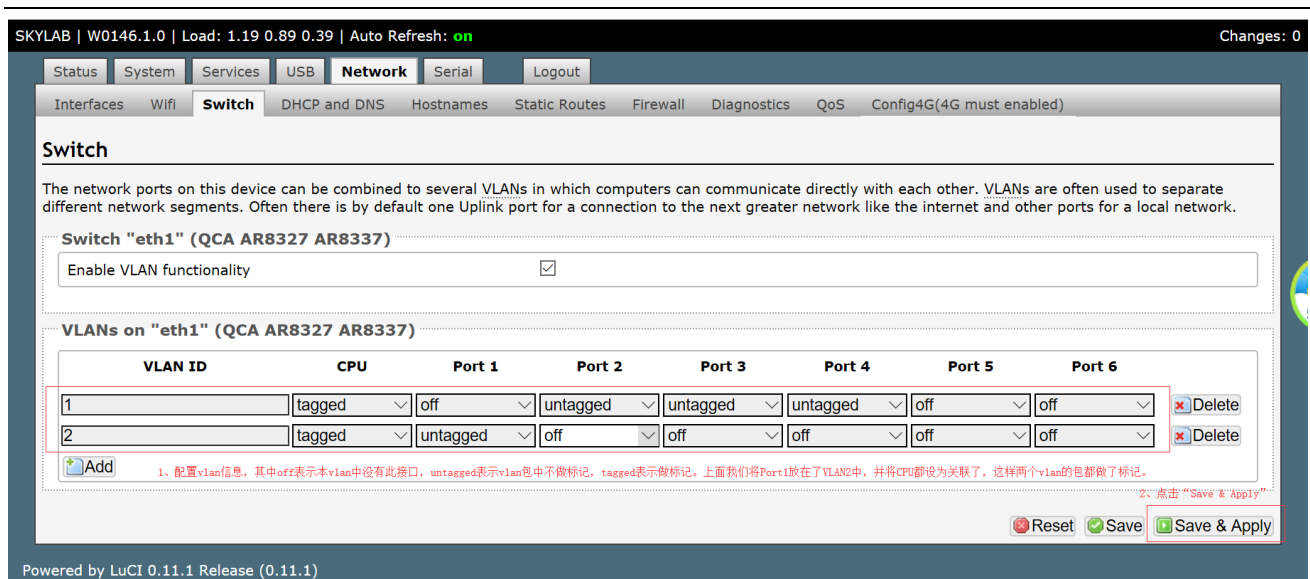 SKYLAB | W0146.1.0 | Load: 1.19 0.89 0.39 | Auto Refresh: on Changes: 0
Status System Services USB Network Serial Logout
Interfaces Wifi Switch DHCP and DNS Hostnames Static Routes Firewall Diagnostics QoS Config4G(4G must enabled)
Switch
The network ports on this device can be combined to several VLANs in which computers can communicate directly with each other. VLANs are often used to separate
different network segments. Often there is by default one Uplink port for a connection to the next greater network like the internet and other ports for a local network.
Switch "eth1" (QCA AR8327 AR8337)
Enable VLAN functionality
VLANs on "eth1" (QCA AR8327 AR8337)
VLAN ID CPU Port 1 Port 2 Port 3 Port 4 Port 5 Port 6
1 tagged off untagged untagged untagged off off Delete
2 tagged untagged off off off off off Delete
Add
1、配置vlan信息，其中off表示本vlan中没有此接口，untagged表示vlan包中不做标记，tagged表示做标记。上面我们将Port1放在了VLAN2中，并将CPU都设为关联了，这样两个vlan的包都做了标记。
2、点击“Save & Apply”
Reset Save Save & Apply
Powered by LuCI 0.11.1 Release (0.11.1)